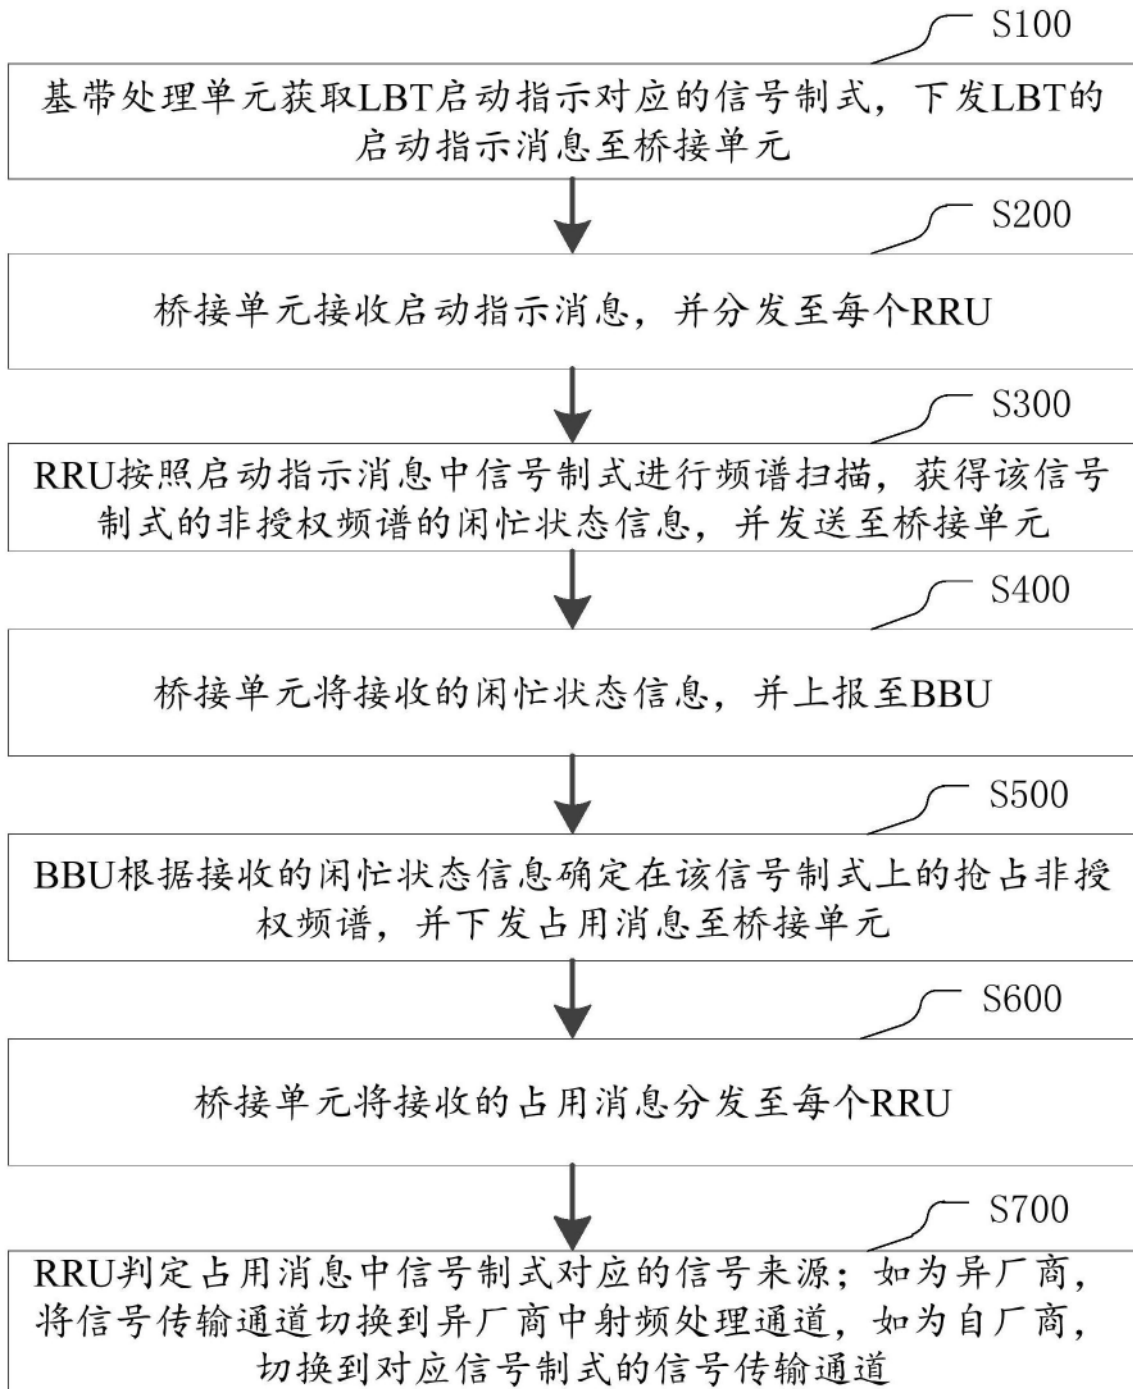 S100
基带处理单元获取LBT启动指示对应的信号制式，下发LBT的
启动指示消息至桥接单元
S200
桥接单元接收启动指示消息，并分发至每个RRU
S300
RRU按照启动指示消息中信号制式进行频谱扫描，获得该信号
制式的非授权频谱的闲忙状态信息，并发送至桥接单元
S400
桥接单元将接收的闲忙状态信息，并上报至BBU
S500
BBU根据接收的闲忙状态信息确定在该信号制式上的抢占非授
权频谱，并下发占用消息至桥接单元
S600
桥接单元将接收的占用消息分发至每个RRU
S700
RRU判定占用消息中信号制式对应的信号来源；如为异厂商，
将信号传输通道切换到异厂商中射频处理通道，如为自厂商，
切换到对应信号制式的信号传输通道